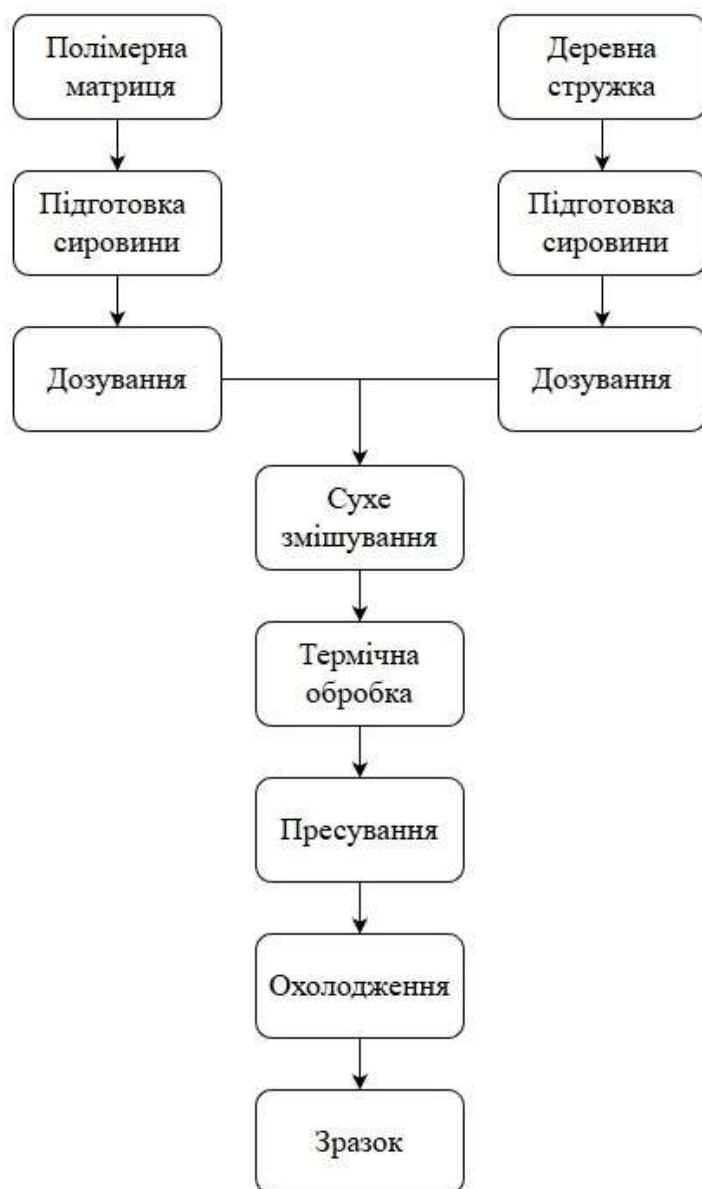 Полімерна
матриця
Деревна
стружка
Підготовка
сировини
Підготовка
сировини
Дозування
Дозування
Сухе
змішування
Термічна
обробка
Пресування
Охолодження
Зразок